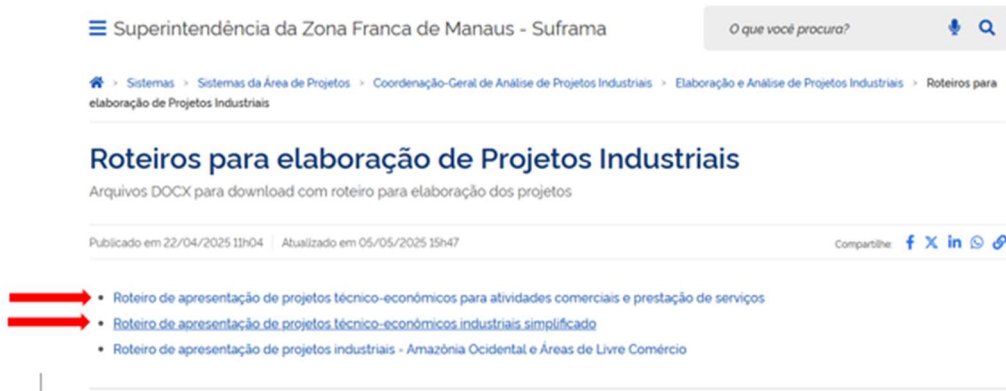 Superintendência da Zona Franca de Manaus - Suframa
O que você procura?
> Sistemas > Sistemas da Área de Projetos > Coordenação-Geral de Análise de Projetos Industriais > Elaboração e Análise de Projetos Industriais > Roteiros para
elaboração de Projetos Industriais
Roteiros para elaboração de Projetos Industriais
Arquivos DOCX para download com roteiro para elaboração dos projetos
Publicado em 22/04/2025 11h04 | Atualizado em 05/05/2025 15h47
Compartilhe:
• Roteiro de apresentação de projetos técnico-econômicos para atividades comerciais e prestação de serviços
• Roteiro de apresentação de projetos técnico-econômicos industriais simplificado
• Roteiro de apresentação de projetos industriais - Amazônia Ocidental e Áreas de Livre Comércio